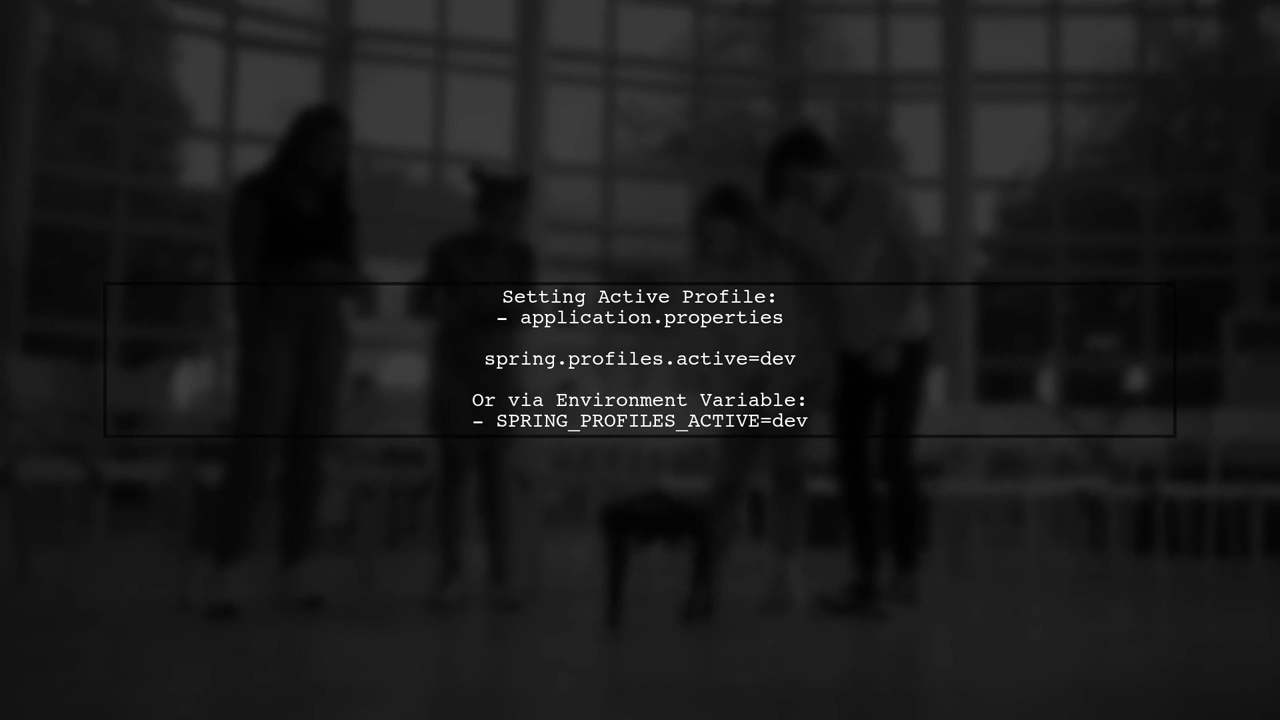 Setting Active Profile:
- application.properties
spring.profiles.active=dev
Or via Environment Variable:
- SPRING_PROFILES_ACTIVE=dev